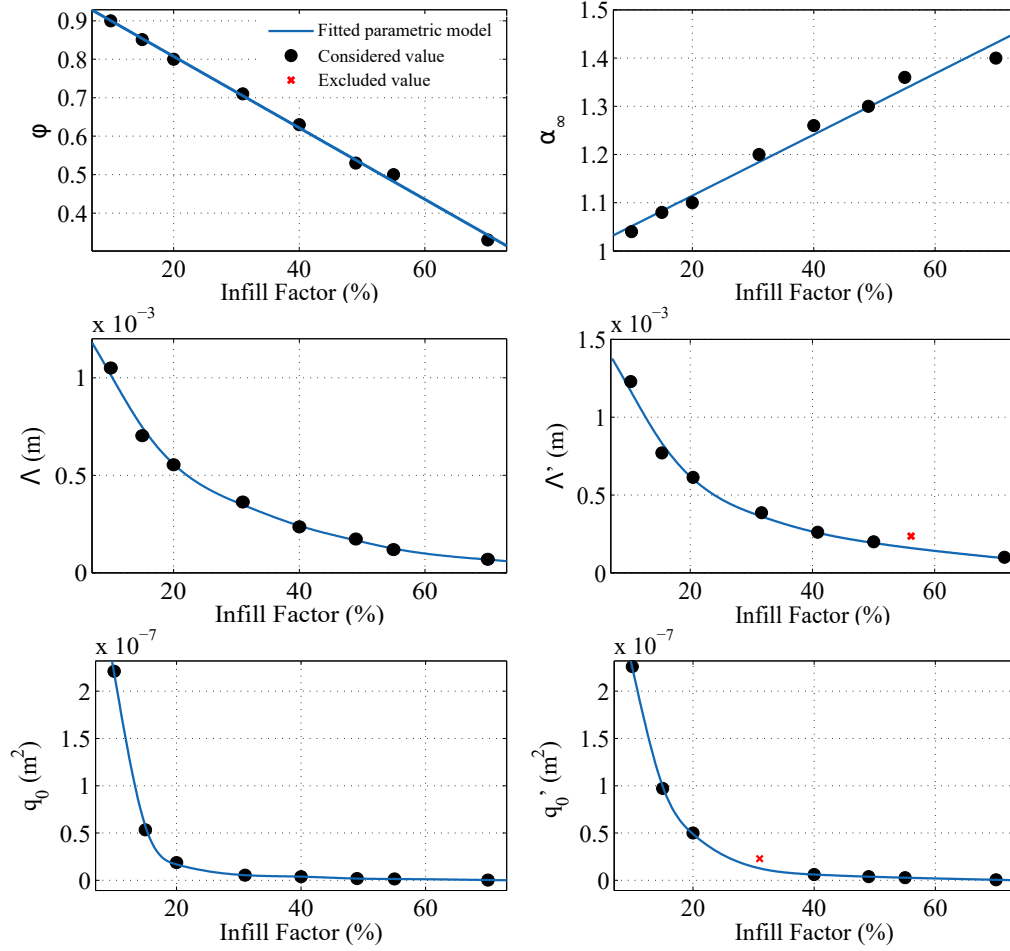 0.9
0.8
0.7
0.6
0.5
0.4
φ
20
40
60
Infill Factor (%)
Fitted parametric model
Considered value
Excluded value
1.5
1.4
1.3
1.2
1.1
1
α∞
20
40
60
Infill Factor (%)
x 10⁻³
1
0.5
0
Λ (m)
20
40
60
Infill Factor (%)
x 10⁻³
1.5
1
0.5
0
Λ’ (m)
20
40
60
Infill Factor (%)
x 10⁻⁷
2
1.5
1
0.5
0
q₀ (m²)
20
40
60
Infill Factor (%)
x 10⁻⁷
2
1.5
1
0.5
0
q₀’ (m²)
20
40
60
Infill Factor (%)